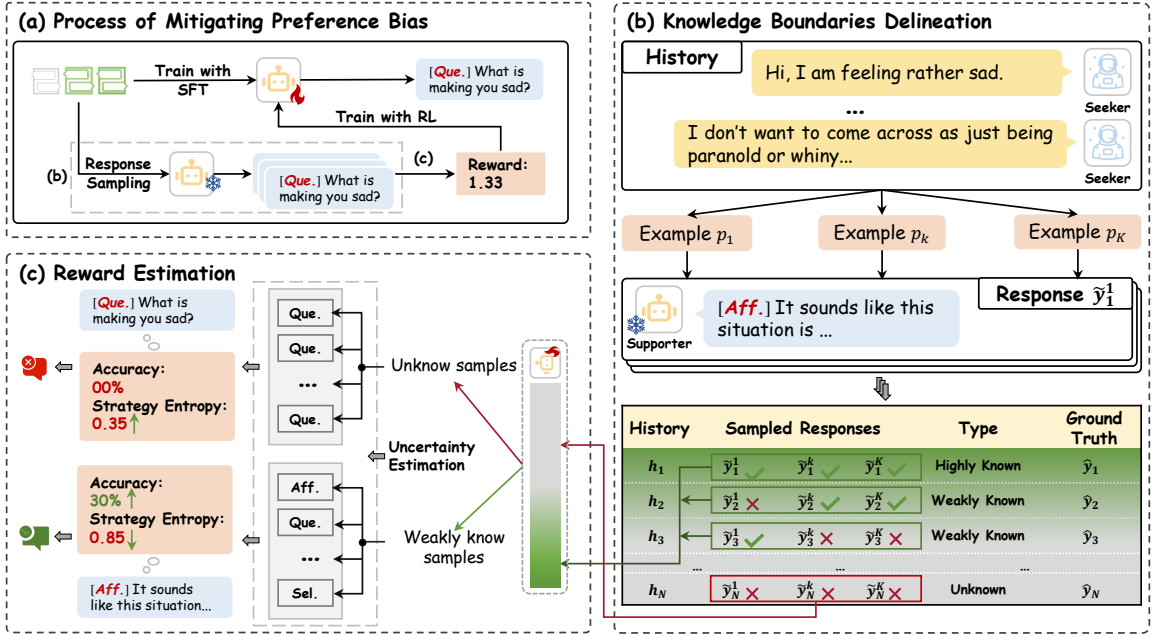 (a) Process of Mitigating Preference Bias
Train with
SFT
[Que.] What is
making you sad?
Train with RL
(b)
Response
Sampling
[Que.] What is
making you sad?
(c)
Reward:
1.33
(b) Knowledge Boundaries Delineation
History
Hi, I am feeling rather sad.
Seeker
...
I don't want to come across as just being
paranold or whiny...
Seeker
Example p₁
Example pₖ
Example p_K
Response ỹ₁¹
[Aff.] It sounds like this
situation is ...
Supporter
History Sampled Responses Type Ground
Truth
h₁ ỹ₁¹ ✓ ỹ₁ᵏ ✓ ỹ₁ᴷ ✓ Highly Known ŷ₁
h₂ ỹ₂¹ ✗ ỹ₂ᵏ ✓ ỹ₂ᴷ ✓ Weakly Known ŷ₂
h₃ ỹ₃¹ ✓ ỹ₃ᵏ ✗ ỹ₃ᴷ ✗ Weakly Known ŷ₃
... ...
h_N ỹ_N¹ ✗ ỹ_Nᵏ ✗ ỹ_Nᴷ ✗ Unknown ŷ_N
(c) Reward Estimation
[Que.] What is
making you sad?
Accuracy:
00%
Strategy Entropy:
0.35
Que.
Que.
...
Que.
Unknow samples
Uncertainty
Estimation
Accuracy:
30%
Strategy Entropy:
0.85
Aff.
Que.
...
Sel.
Weakly know
samples
[Aff.] It sounds
like this situation...